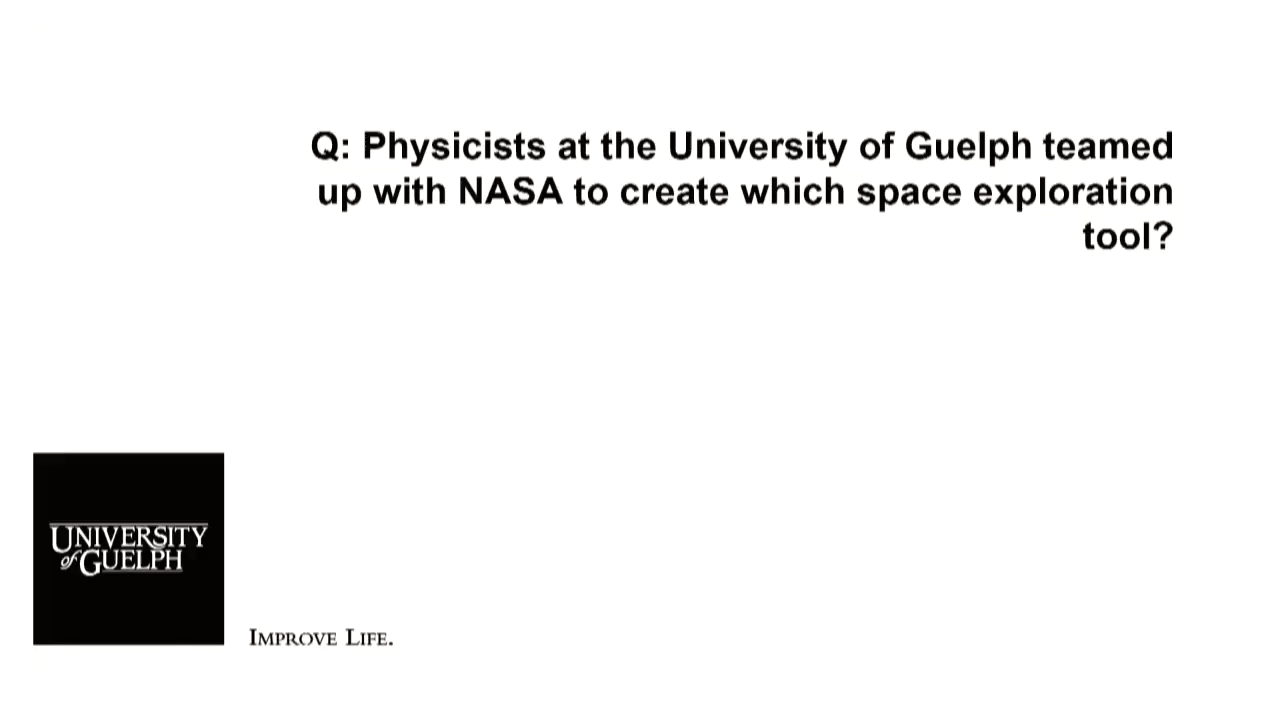 Q: Physicists at the University of Guelph teamed
up with NASA to create which space exploration
tool?
UNIVERSITY
of GUELPH
IMPROVE LIFE.